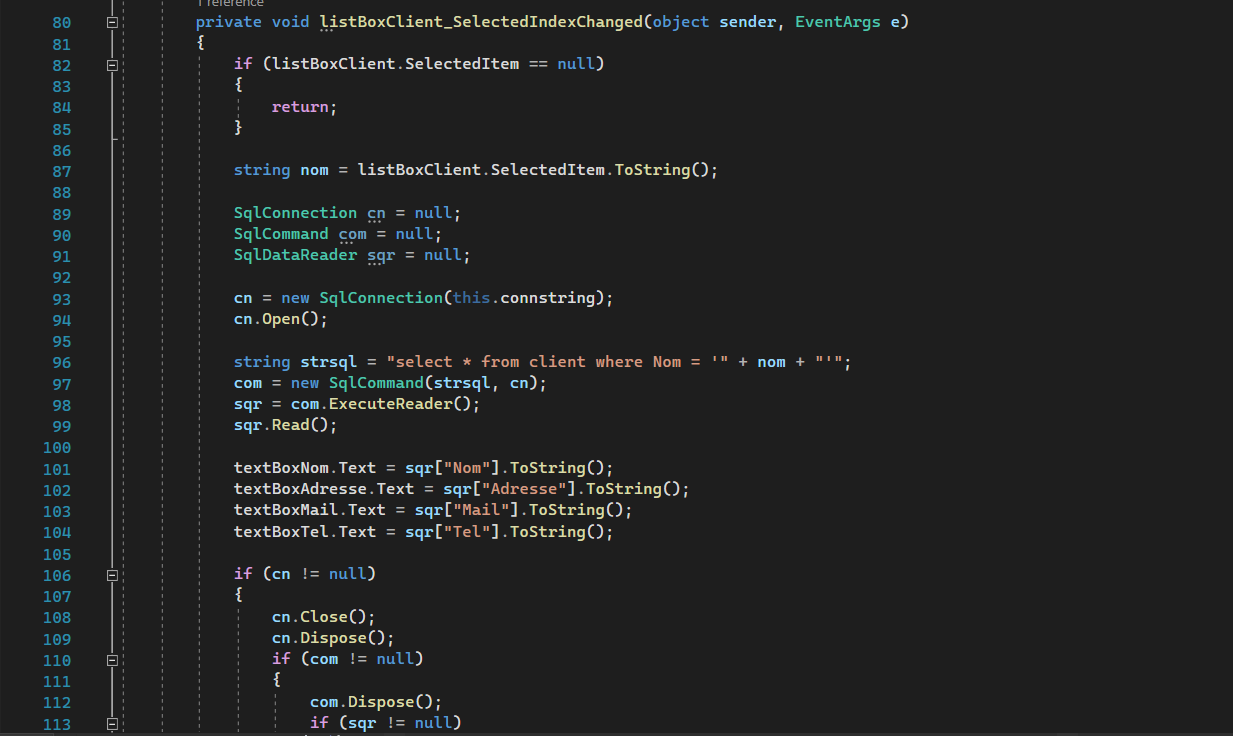 1 reference
80 private void listBoxClient_SelectedIndexChanged(object sender, EventArgs e)
81 {
82 if (listBoxClient.SelectedItem == null)
83 {
84 return;
85 }
86
87 string nom = listBoxClient.SelectedItem.ToString();
88
89 SqlConnection cn = null;
90 SqlCommand com = null;
91 SqlDataReader sqr = null;
92
93 cn = new SqlConnection(this.connstring);
94 cn.Open();
95
96 string strsql = "select * from client where Nom = '" + nom + "'";
97 com = new SqlCommand(strsql, cn);
98 sqr = com.ExecuteReader();
99 sqr.Read();
100
101 textBoxNom.Text = sqr["Nom"].ToString();
102 textBoxAdresse.Text = sqr["Adresse"].ToString();
103 textBoxMail.Text = sqr["Mail"].ToString();
104 textBoxTel.Text = sqr["Tel"].ToString();
105
106 if (cn != null)
107 {
108 cn.Close();
109 cn.Dispose();
110 if (com != null)
111 {
112 com.Dispose();
113 if (sqr != null)